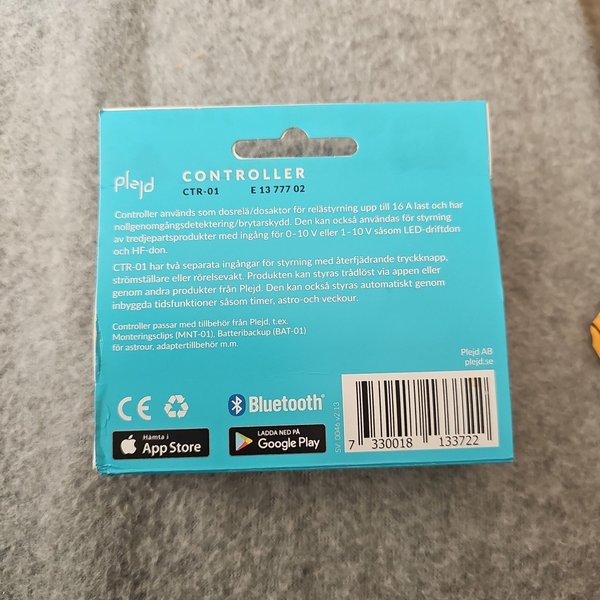 plejd
CONTROLLER
CTR-01 E 13 777 02
Controller används som dosrelä/dosaktor för relästyrning upp till 16 A last och har
nollgenomgångsdetektering/brytarskydd. Den kan också användas för styrning
av tredjepartsprodukter med ingång för 0–10 V eller 1–10 V såsom LED-driftdon
och HF-don.
CTR-01 har två separata ingångar för styrning med återfjädrande tryckknapp,
strömställare eller rörelsevakt. Produkten kan styras trådlöst via appen eller
genom andra produkter från Plejd. Den kan också styras automatiskt genom
inbyggda tidsfunktioner såsom timer, astro-och veckour.
Controller passar med tillbehör från Plejd, t.ex.
Monteringsclips (MNT-01), Batteribackup (BAT-01)
för astrour, adaptertillbehör m.m.
Plejd AB
plejd.se
CE
Bluetooth®
Hämta i
App Store
LADDA NED PÅ
Google Play
SV_0046 v2.13
7 330018 133722